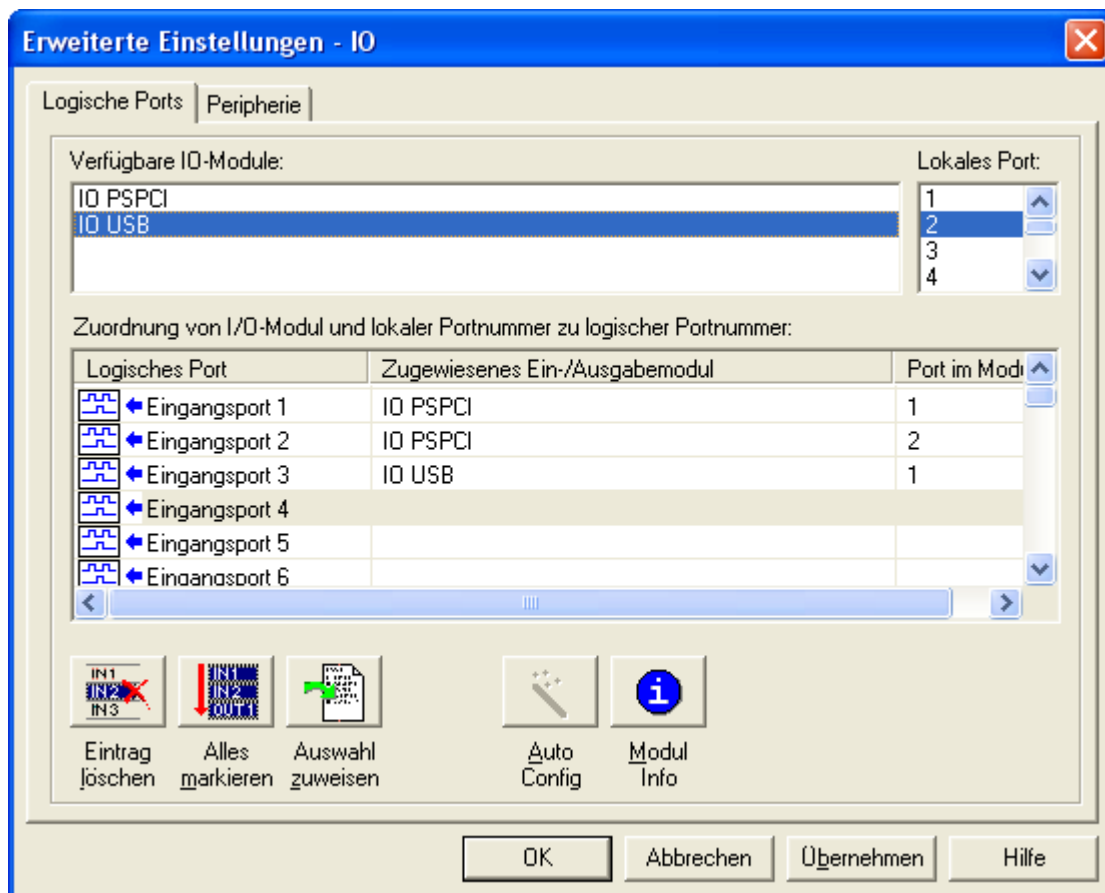 Erweiterte Einstellungen - IO
Logische Ports Peripherie
Verfügbare IO-Module: Lokales Port:
IO PSPCI 1
IO USB 2
3
4
Zuordnung von I/O-Modul und lokaler Portnummer zu logischer Portnummer:
Logisches Port Zugewiesenes Ein-/Ausgabemodul Port im Modu
Eingangsport 1 IO PSPCI 1
Eingangsport 2 IO PSPCI 2
Eingangsport 3 IO USB 1
Eingangsport 4
Eingangsport 5
Eingangsport 6
IN1 IN1
IN2 IN2
IN3 OUT1
Eintrag Alles Auswahl Auto Modul
löschen markieren zuweisen Config Info
OK Abbrechen Übernehmen Hilfe